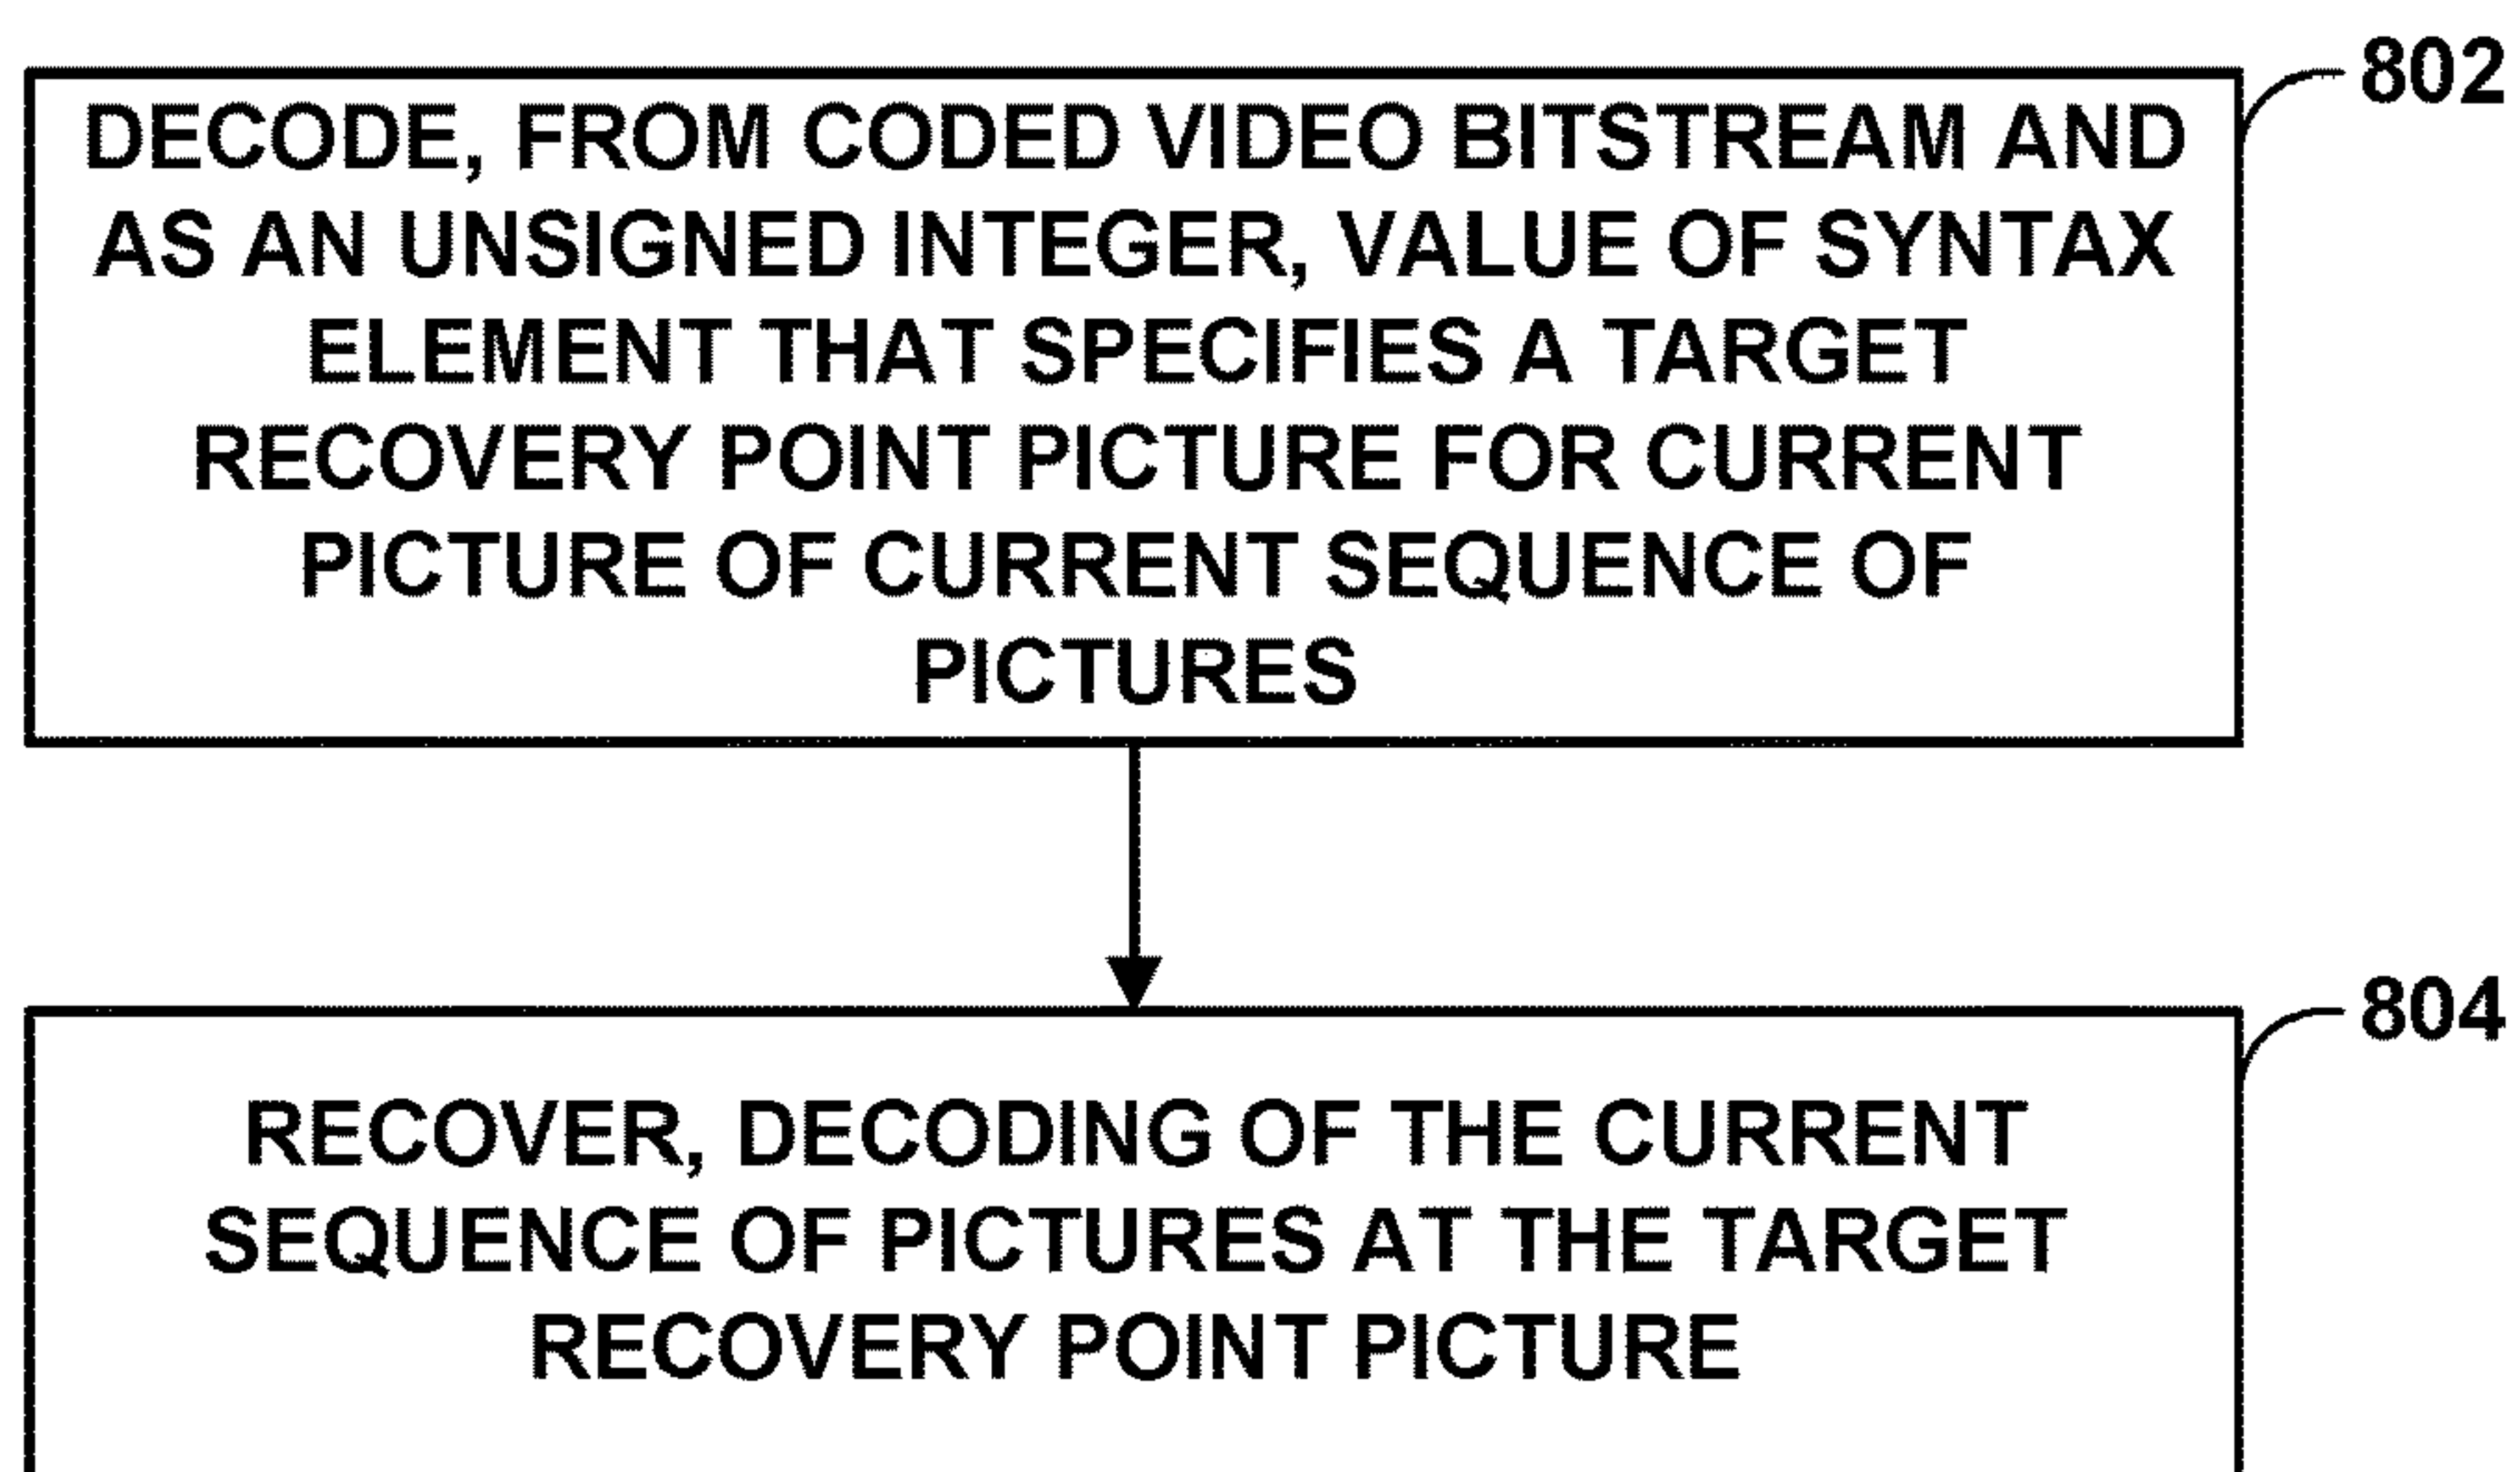 802
DECODE, FROM CODED VIDEO BITSTREAM AND
AS AN UNSIGNED INTEGER, VALUE OF SYNTAX
ELEMENT THAT SPECIFIES A TARGET
RECOVERY POINT PICTURE FOR CURRENT
PICTURE OF CURRENT SEQUENCE OF
PICTURES
804
RECOVER, DECODING OF THE CURRENT
SEQUENCE OF PICTURES AT THE TARGET
RECOVERY POINT PICTURE